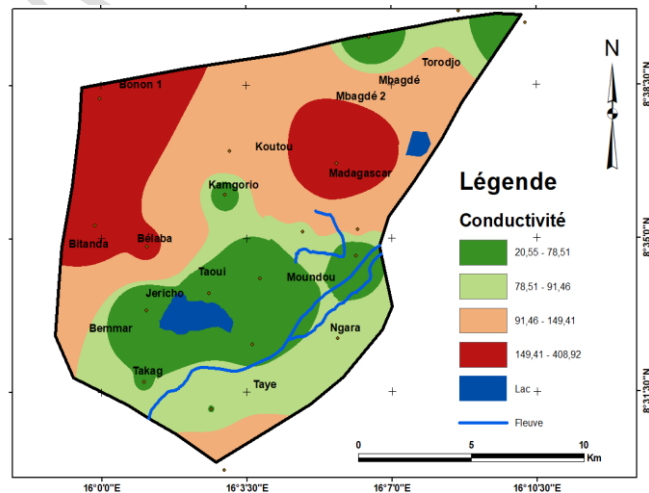 Bonon 1
Torodjo
Mbagdé
Mbagdé 2
Koutou
Madagascar
Kamgorio
Bitanda
Bélaba
Taoui
Moundou
Jericho
Bemmar
Ngara
Takag
Taye
N
Légende
Conductivité
20,55 - 78,51
78,51 - 91,46
91,46 - 149,41
149,41 - 408,92
Lac
Fleuve
0 5 10
Km
8°38'30"N
8°35'0"N
8°31'30"N
16°0'0"E 16°3'30"E 16°7'0"E 16°10'30"E